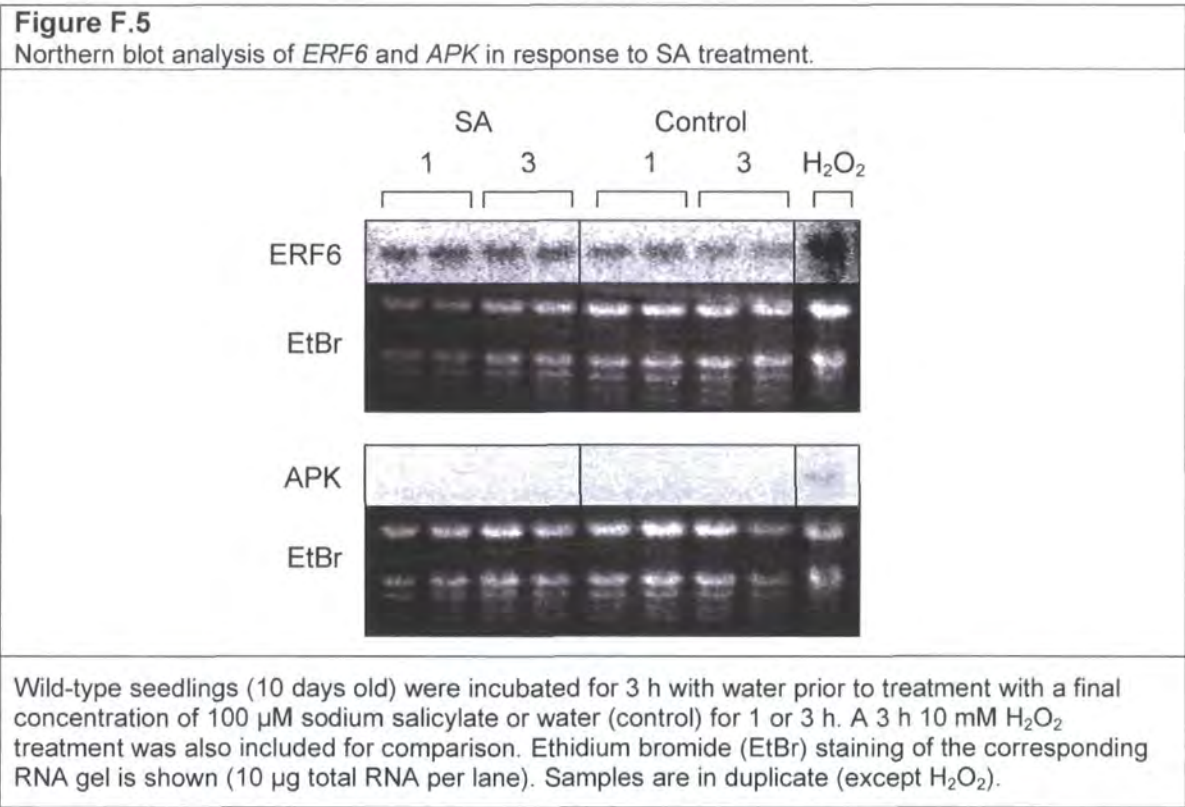 Figure F.5
Northern blot analysis of ERF6 and APK in response to SA treatment.
SA Control
1 3 1 3 H₂O₂
ERF6
EtBr
APK
EtBr
Wild-type seedlings (10 days old) were incubated for 3 h with water prior to treatment with a final
concentration of 100 µM sodium salicylate or water (control) for 1 or 3 h. A 3 h 10 mM H₂O₂
treatment was also included for comparison. Ethidium bromide (EtBr) staining of the corresponding
RNA gel is shown (10 µg total RNA per lane). Samples are in duplicate (except H₂O₂).